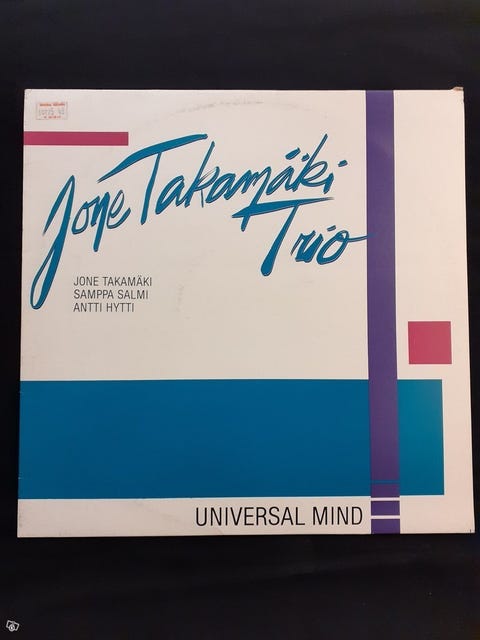 Jone Takamäki
Trio
JONE TAKAMÄKI
SAMPPA SALMI
ANTTI HYTTI
UNIVERSAL MIND